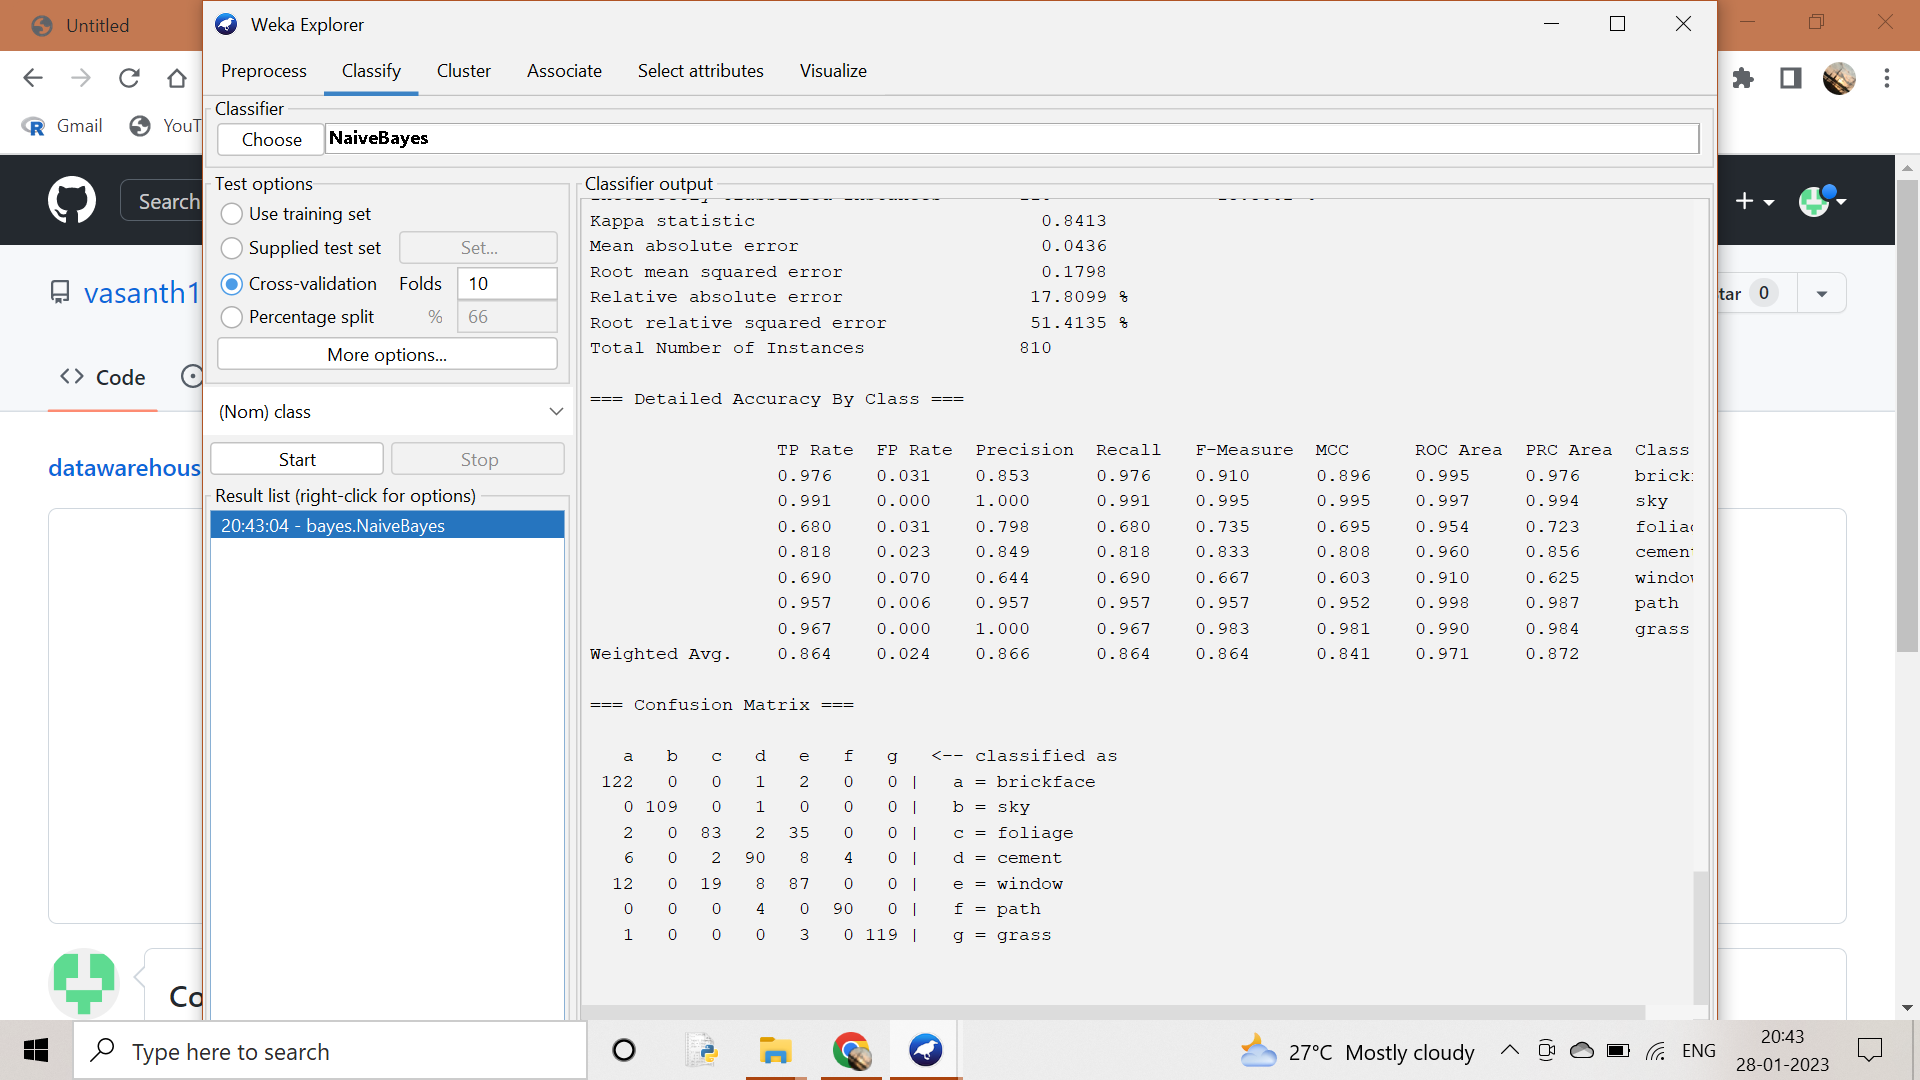 Untitled
Weka Explorer
Preprocess Classify Cluster Associate Select attributes Visualize
Gmail
Classifier
Choose NaiveBayes
Search
Test options
Use training set
Supplied test set Set...
Cross-validation Folds 10
Percentage split % 66
More options...
(Nom) class
Start Stop
Result list (right-click for options)
20:43:04 - bayes.NaiveBayes
Classifier output
Kappa statistic 0.8413
Mean absolute error 0.0436
Root mean squared error 0.1798
Relative absolute error 17.8099 %
Root relative squared error 51.4135 %
Total Number of Instances 810
=== Detailed Accuracy By Class ===
TP Rate FP Rate Precision Recall F-Measure MCC ROC Area PRC Area Class
0.976 0.031 0.853 0.976 0.910 0.896 0.995 0.976 brick
0.991 0.000 1.000 0.991 0.995 0.995 0.997 0.994 sky
0.680 0.031 0.798 0.680 0.735 0.695 0.954 0.723 folia
0.818 0.023 0.849 0.818 0.833 0.808 0.960 0.856 cemen
0.690 0.070 0.644 0.690 0.667 0.603 0.910 0.625 windo
0.957 0.006 0.957 0.957 0.957 0.952 0.998 0.987 path
0.967 0.000 1.000 0.967 0.983 0.981 0.990 0.984 grass
Weighted Avg. 0.864 0.024 0.866 0.864 0.864 0.841 0.971 0.872
=== Confusion Matrix ===
a b c d e f g <-- classified as
122 0 0 1 2 0 0 | a = brickface
0 109 0 1 0 0 0 | b = sky
2 0 83 2 35 0 0 | c = foliage
6 0 2 90 8 4 0 | d = cement
12 0 19 8 87 0 0 | e = window
0 0 0 4 0 90 0 | f = path
1 0 0 0 3 0 119 | g = grass
vasanth1
tar 0
Code
datawarehous
Co
Type here to search
27°C Mostly cloudy
ENG
20:43
28-01-2023